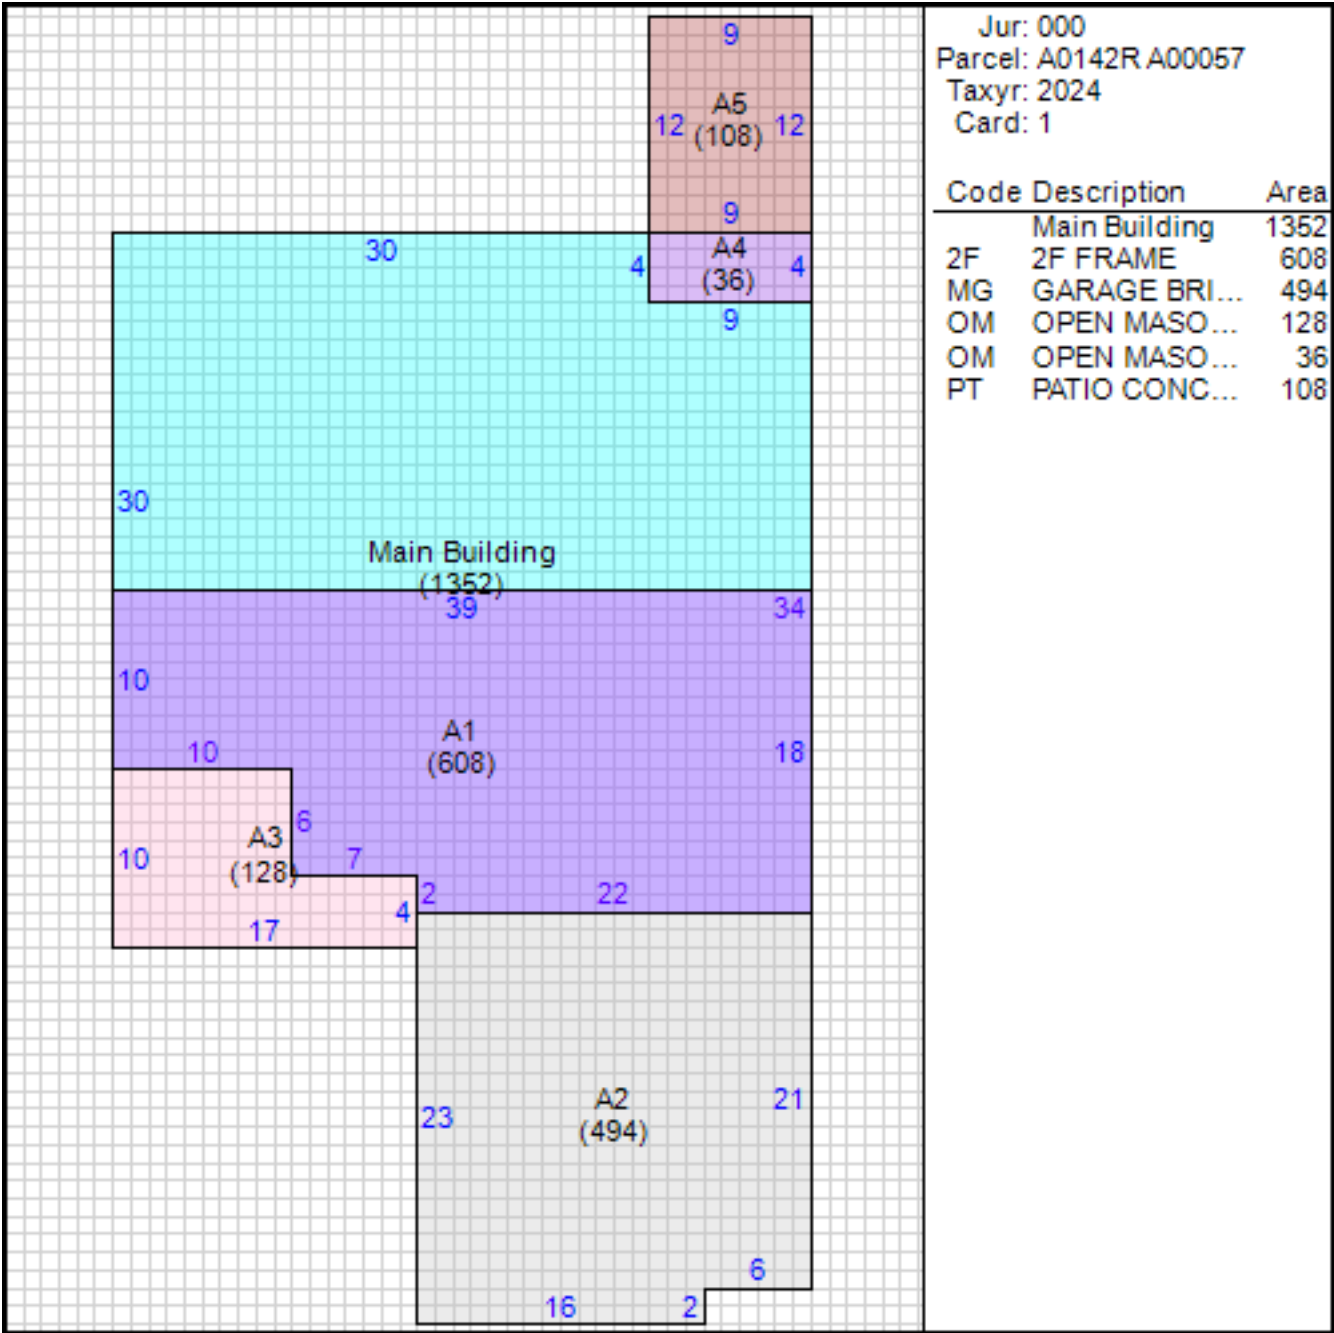 Jur: 000
Parcel: A0142R A00057
Taxyr: 2024
Card: 1
Code Description Area
Main Building 1352
2F 2F FRAME 608
MG GARAGE BRI... 494
OM OPEN MASO... 128
OM OPEN MASO... 36
PT PATIO CONC... 108
9
A5
12 (108) 12
9
30
A4
4 (36) 4
9
30
Main Building
(1352)
39 34
10
A1
(608)
10 18
6
A3
10 (128)
7
2 22
4
17
A2
(494)
23 21
6
16 2